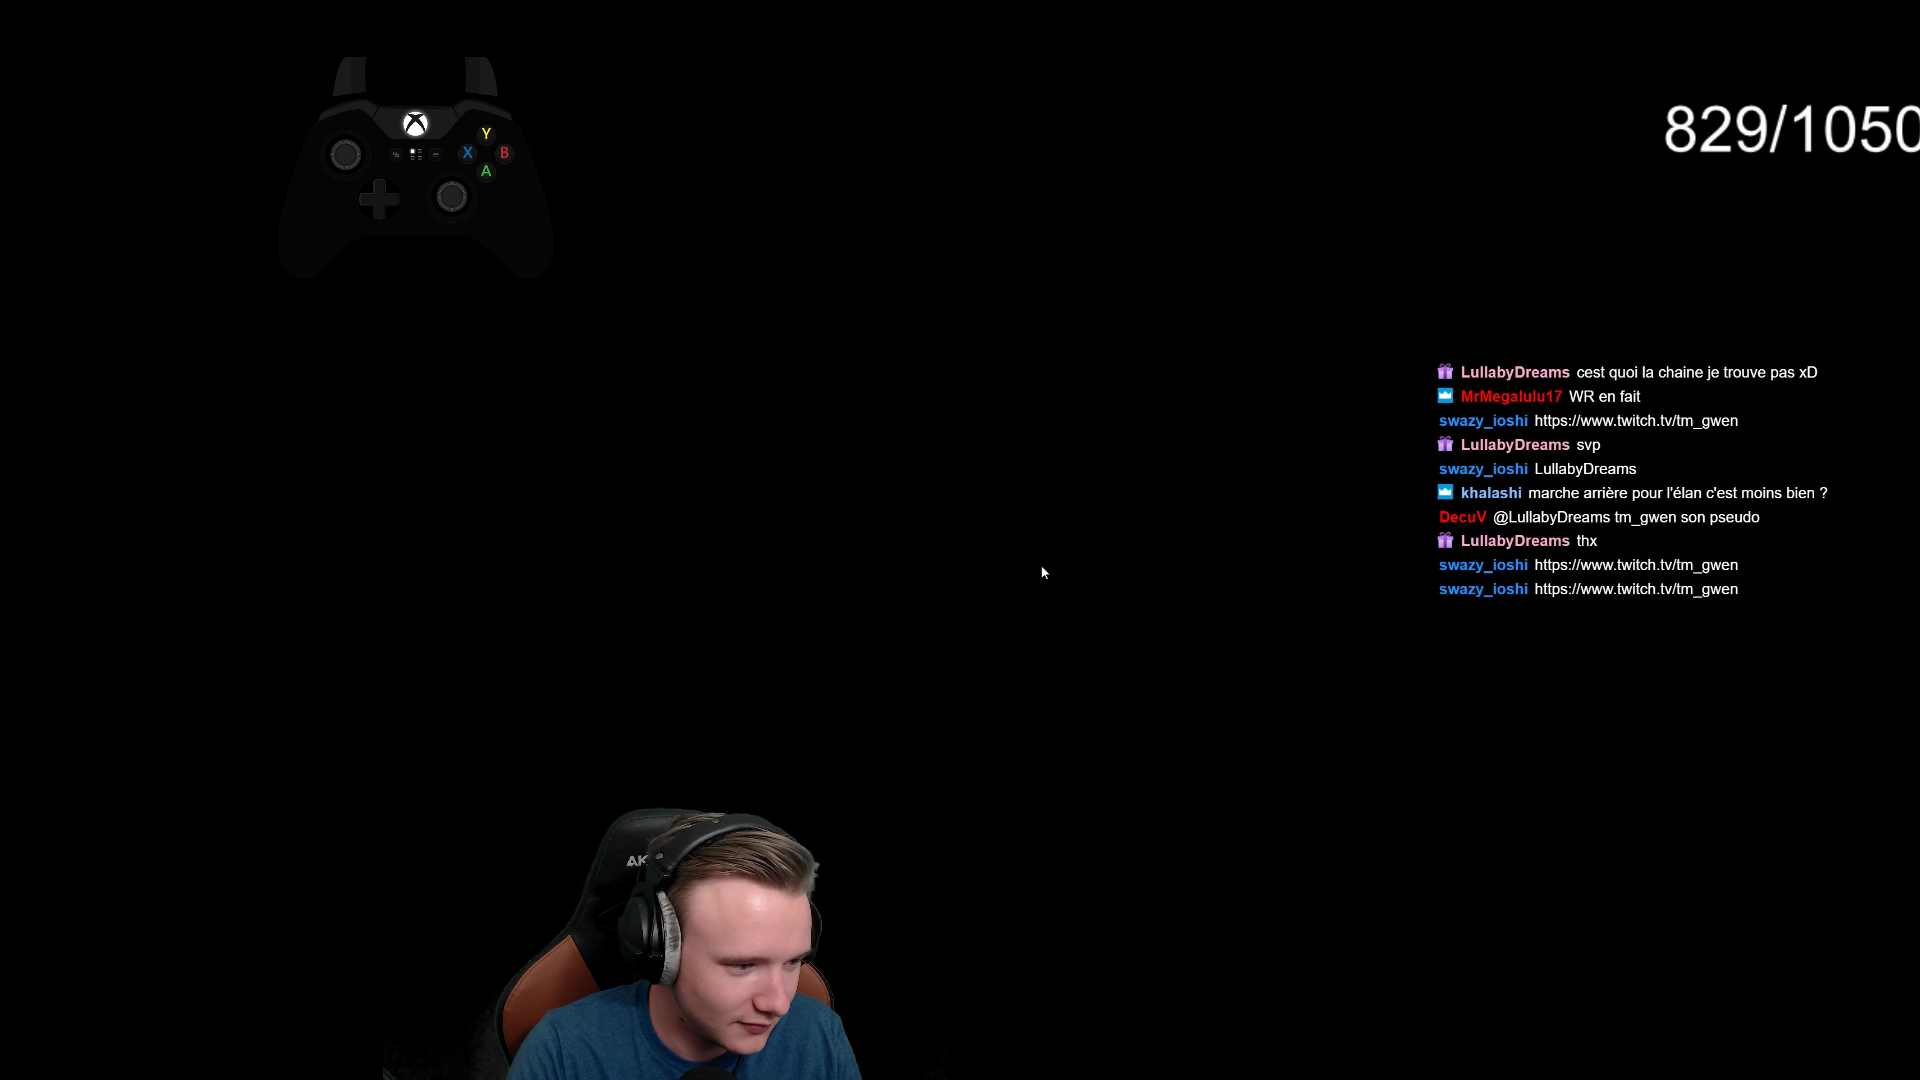 Y
X B
A
829/1050
LullabyDreams cest quoi la chaine je trouve pas xD
MrMegalulu17 WR en fait
swazy_ioshi https://www.twitch.tv/tm_gwen
LullabyDreams svp
swazy_ioshi LullabyDreams
khalashi marche arrière pour l'élan c'est moins bien ?
DecuV @LullabyDreams tm_gwen son pseudo
LullabyDreams thx
swazy_ioshi https://www.twitch.tv/tm_gwen
swazy_ioshi https://www.twitch.tv/tm_gwen
AK